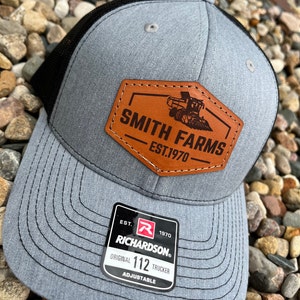 SMITH FARMS
EST.1970
EST. R 1970
RICHARDSON®
ORIGINAL 112 TRUCKER
ADJUSTABLE